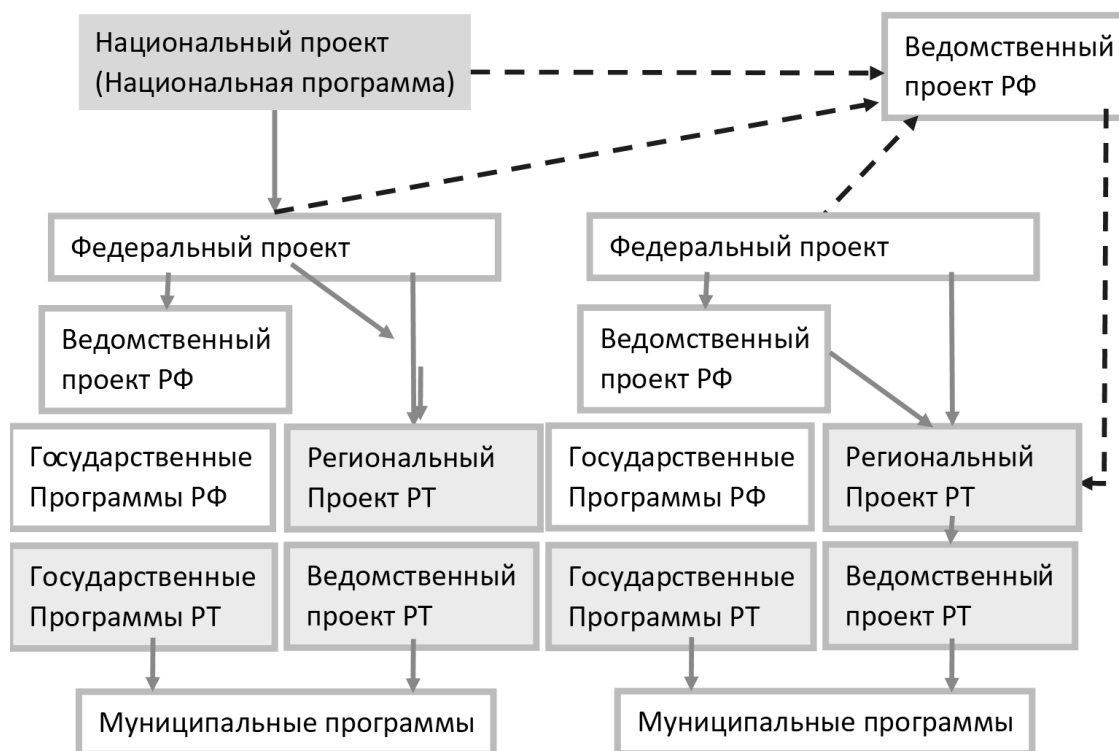 Национальный проект
(Национальная программа)
Ведомственный
проект РФ
Федеральный проект
Федеральный проект
Ведомственный
проект РФ
Ведомственный
проект РФ
Государственные
Программы РФ
Региональный
Проект РТ
Государственные
Программы РФ
Региональный
Проект РТ
Государственные
Программы РТ
Ведомственный
проект РТ
Государственные
Программы РТ
Ведомственный
проект РТ
Муниципальные программы
Муниципальные программы